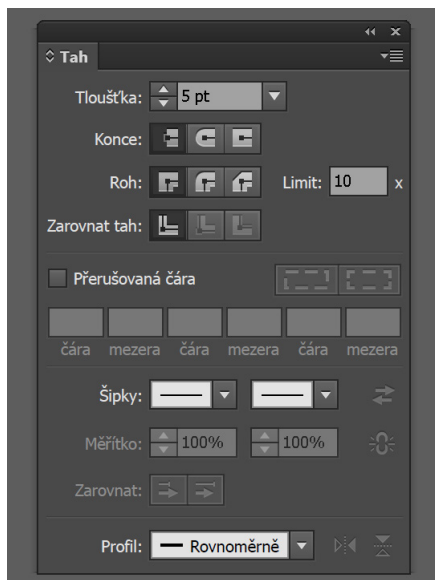 Tah
Tloušťka: 5 pt
Konce:
Roh: Limit: 10 x
Zarovnat tah:
Přerušovaná čára
čára mezera čára mezera čára mezera
Šipky:
Měřítko: 100% 100%
Zarovnat:
Profil: Rovnoměrně